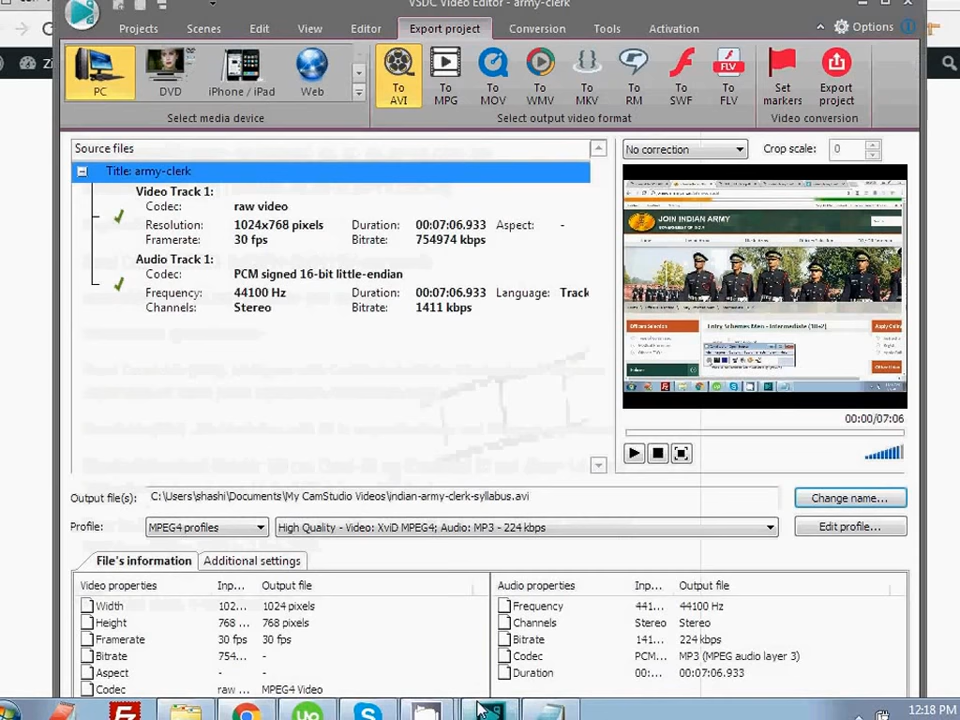 VSDC Video Editor - army-clerk
Projects Scenes Edit View Editor Export project Conversion Tools Activation Options
PC DVD iPhone / iPad Web
To AVI To MPG To MOV To WMV To MKV To RM To SWF To FLV Set markers Export project
Select media device Select output video format Video conversion
Source files
No correction Crop scale: 0
Title: army-clerk
Video Track 1:
Codec: raw video
Resolution: 1024x768 pixels Duration: 00:07:06.933 Aspect: -
Framerate: 30 fps Bitrate: 754974 kbps
Audio Track 1:
Codec: PCM signed 16-bit little-endian
Frequency: 44100 Hz Duration: 00:07:06.933 Language: Track
Channels: Stereo Bitrate: 1411 kbps
JOIN INDIAN ARMY
Entry Schemes Men - Intermediate (10+2)
00:00/07:06
Output file(s): C:\Users\shashi\Documents\My CamStudio Videos\indian-army-clerk-syllabus.avi Change name...
Profile: MPEG4 profiles High Quality - Video: XviD MPEG4; Audio: MP3 - 224 kbps Edit profile...
File's information Additional settings
Video properties Inp... Output file Audio properties Inp... Output file
Width 102... 1024 pixels Frequency 441... 44100 Hz
Height 768 ... 768 pixels Channels Stereo Stereo
Framerate 30 fps 30 fps Bitrate 141... 224 kbps
Bitrate 754... - Codec PCM... MP3 (MPEG audio layer 3)
Aspect - - Duration 00:... 00:07:06.933
Codec raw ... MPEG4 Video
12:18 PM